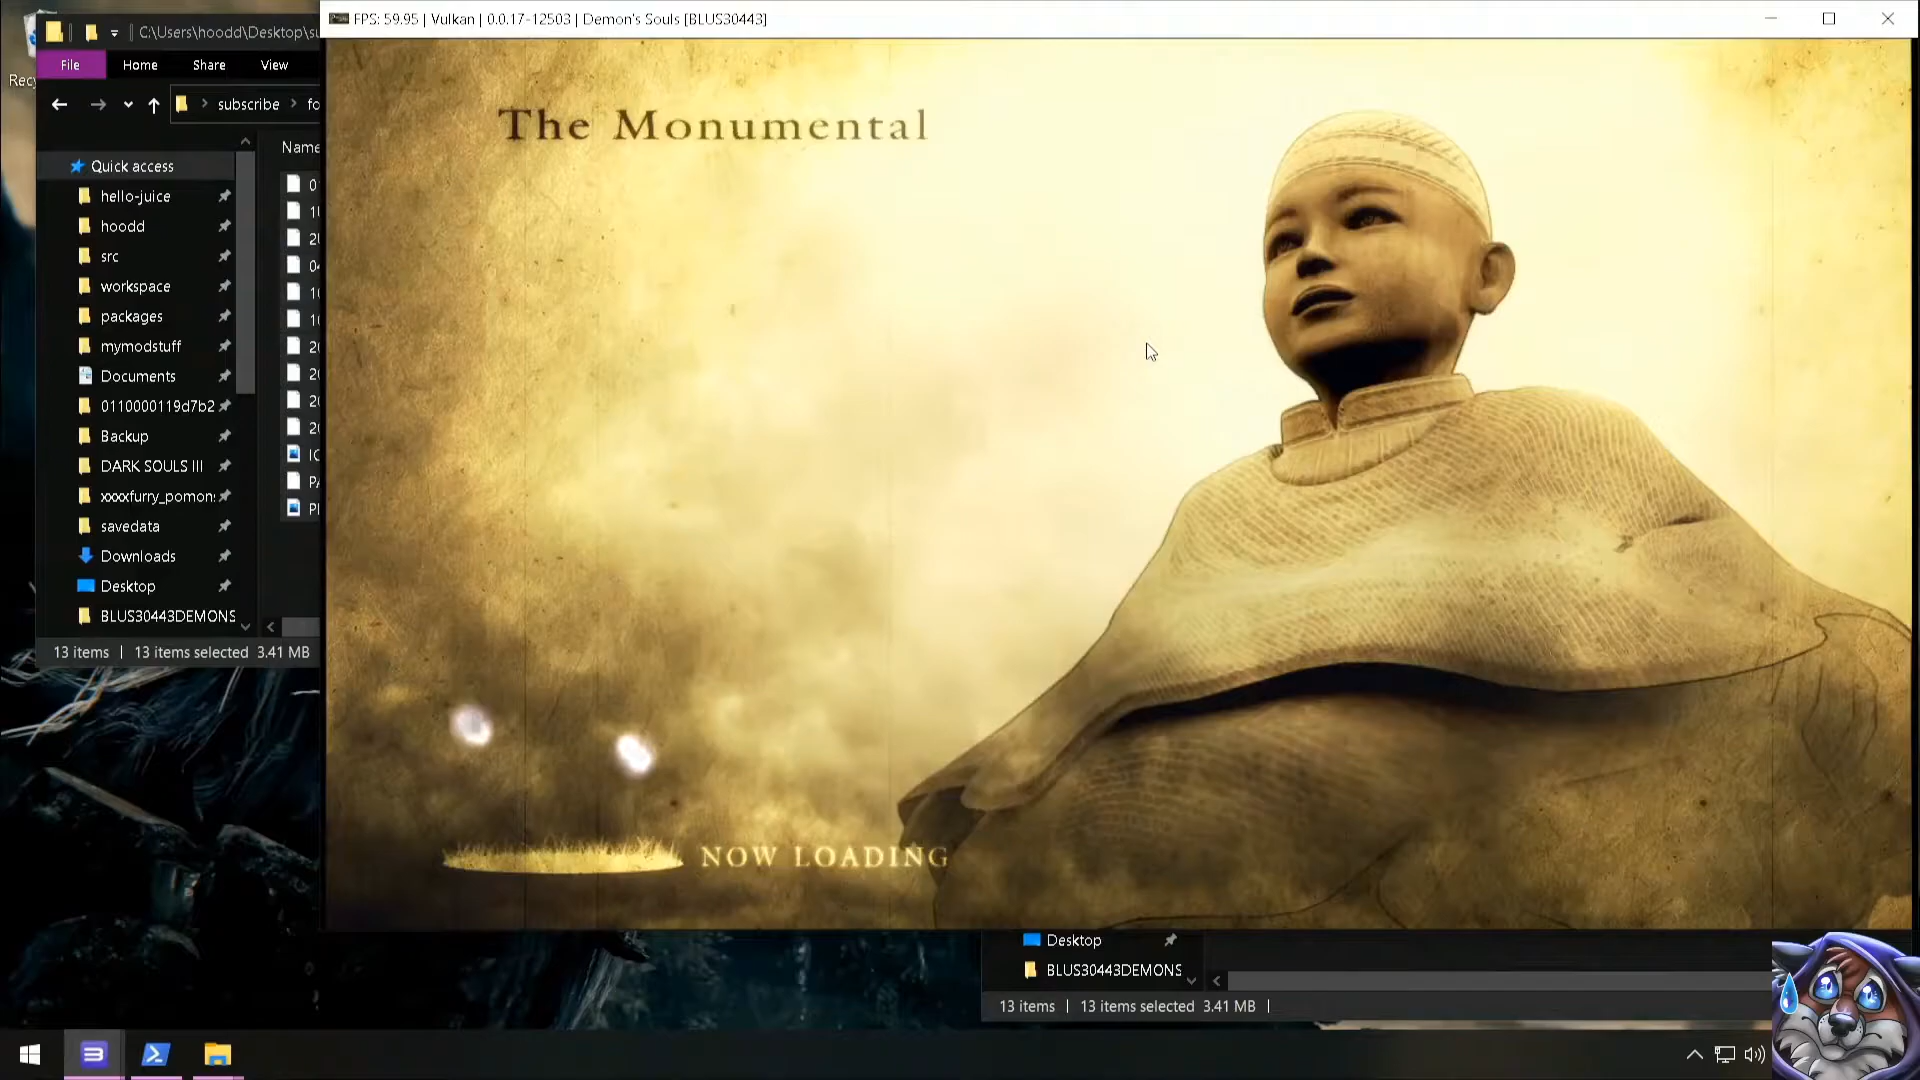 FPS: 59.95 | Vulkan | 0.0.17-12503 | Demon's Souls [BLUS30443]
C:\Users\hoodd\Desktop\su
File Home Share View
subscribe > fo
Name
Quick access
hello-juice
hoodd
src
workspace
packages
mymodstuff
Documents
0110000119d7b2
Backup
DARK SOULS III
xxxxfurry_pornon:
savedata
Downloads
Desktop
BLUS30443DEMONS
13 items | 13 items selected 3.41 MB
The Monumental
NOW LOADING
Desktop
BLUS30443DEMONS
13 items | 13 items selected 3.41 MB |